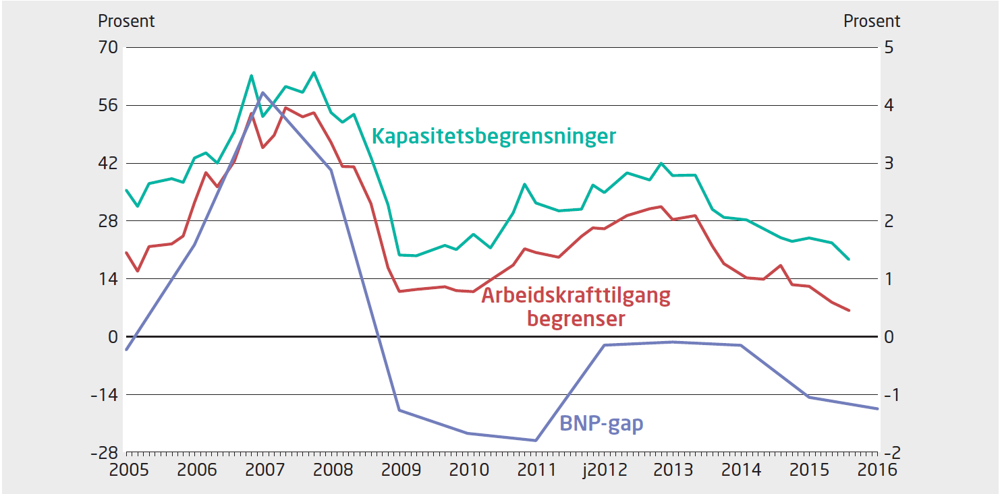 Prosent Prosent
70 5
56 4
Kapasitetsbegrensninger
42 3
28 2
14 1
Arbeidskrafttilgang
begrenser
0 0
-14 -1
BNP-gap
-28 -2
2005 2006 2007 2008 2009 2010 2011 j2012 2013 2014 2015 2016